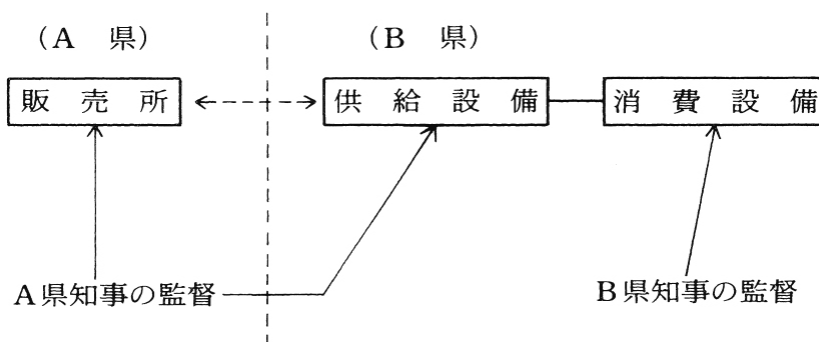 （A　県）
（B　県）
販売所
供給設備
消費設備
A県知事の監督
B県知事の監督